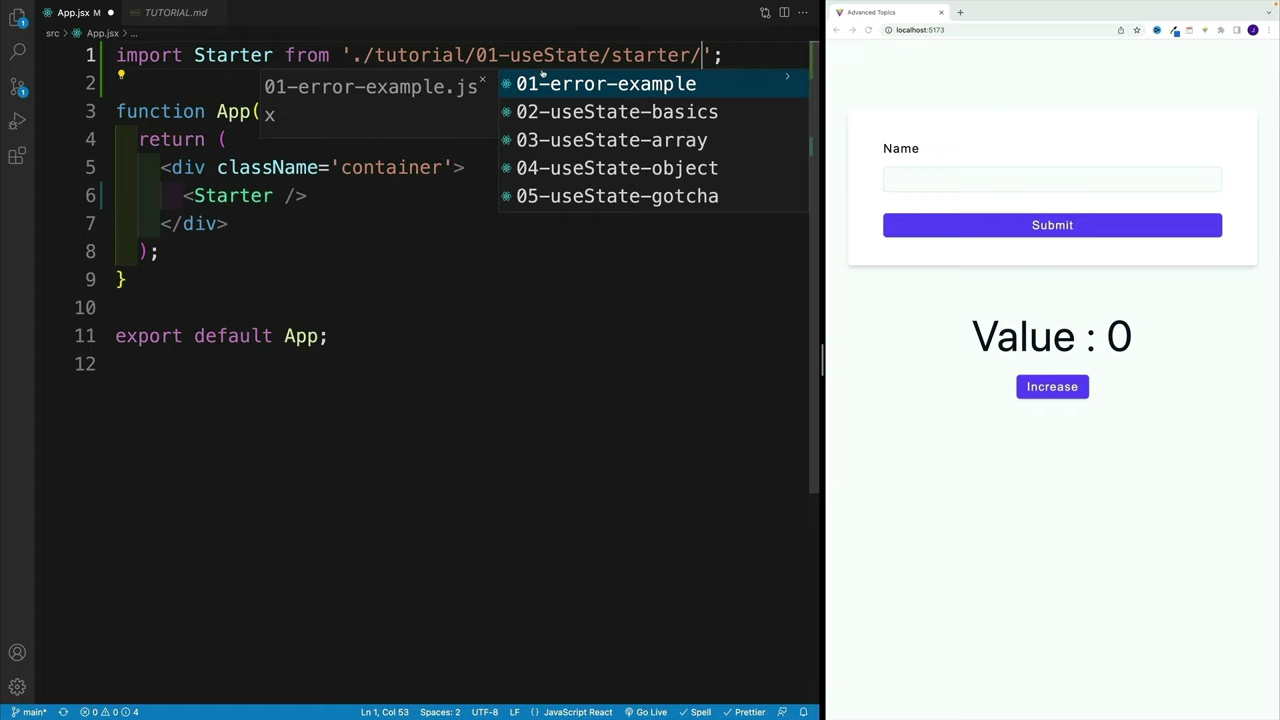 App.jsx
TUTORIAL.md
src > App.jsx > ...
1 import Starter from './tutorial/01-useState/starter/';
2
3 function App(
4 return (
5 <div className='container'>
6 <Starter />
7 </div>
8 );
9 }
10
11 export default App;
12
01-error-example.js
x
01-error-example
02-useState-basics
03-useState-array
04-useState-object
05-useState-gotcha
main*
0 0 4
Ln 1, Col 53
Spaces: 2
UTF-8
LF
{} JavaScript React
Go Live
Spell
Prettier
Advanced Topics
localhost:5173
Name
Submit
Value : 0
Increase